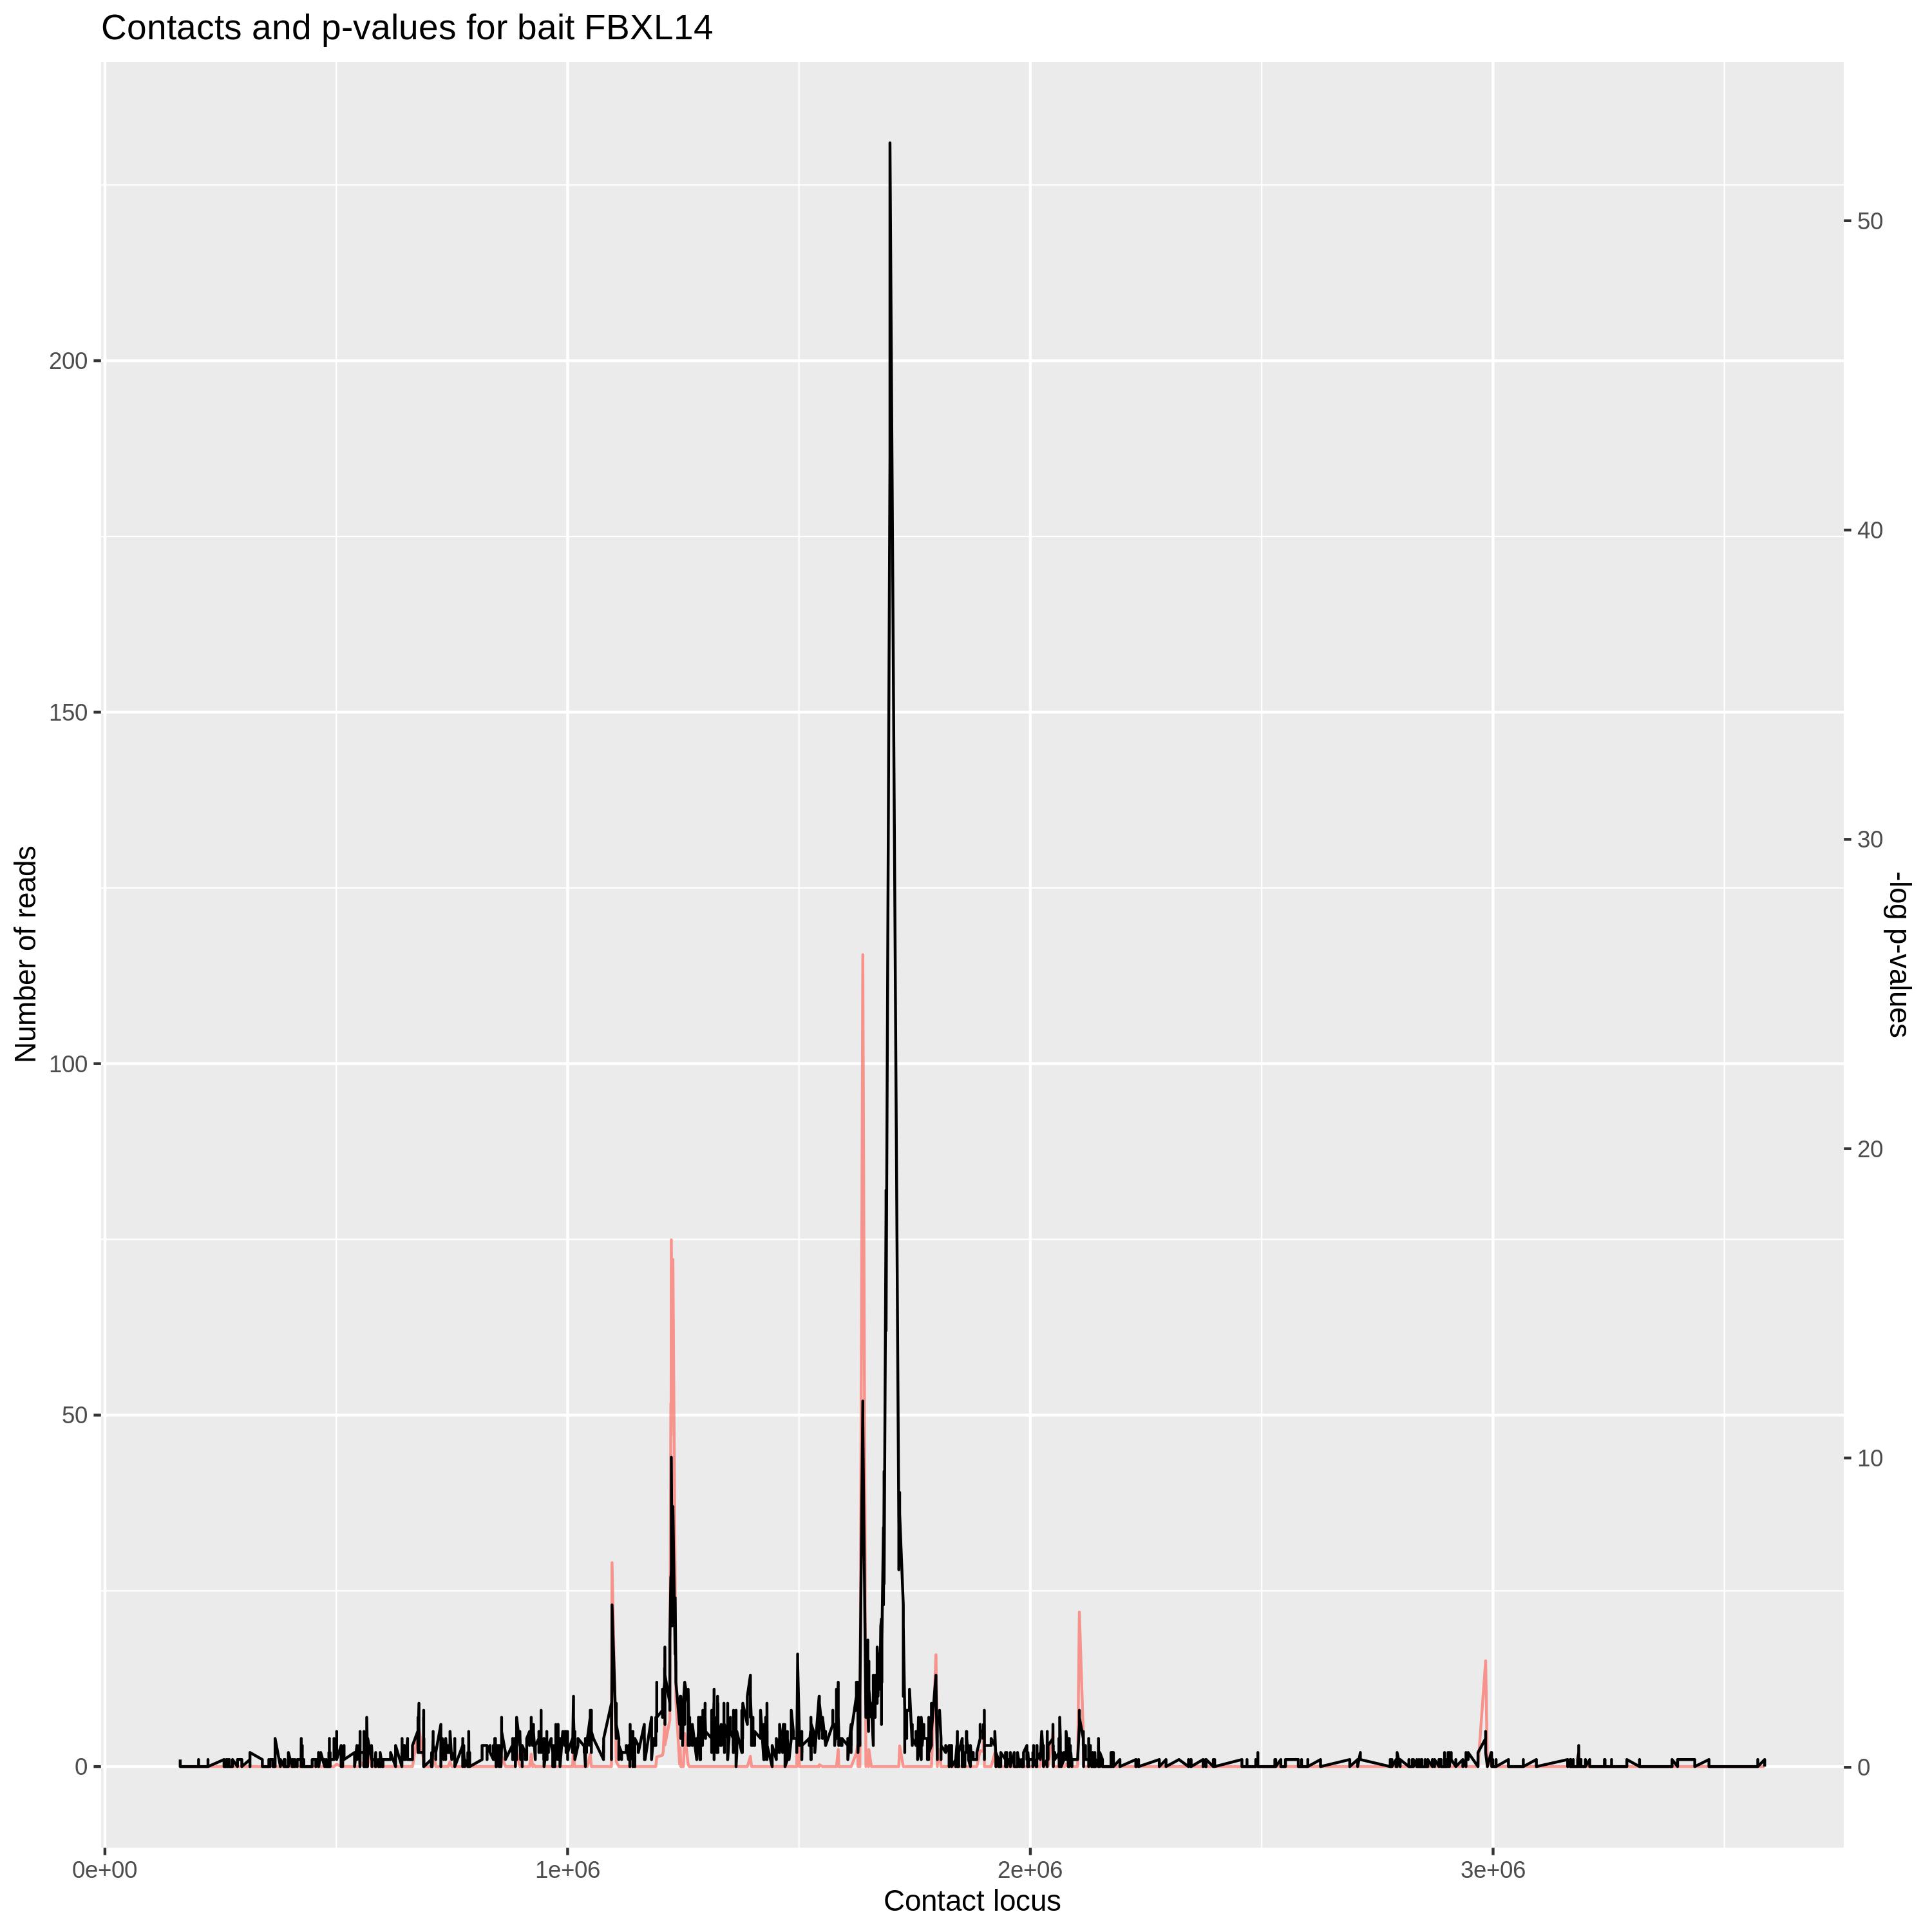 Contacts and p-values for bait FBXL14
Number of reads
200
150
100
50
0
50
40
30
20
10
0
-log p-values
0e+00
1e+06
2e+06
3e+06
Contact locus